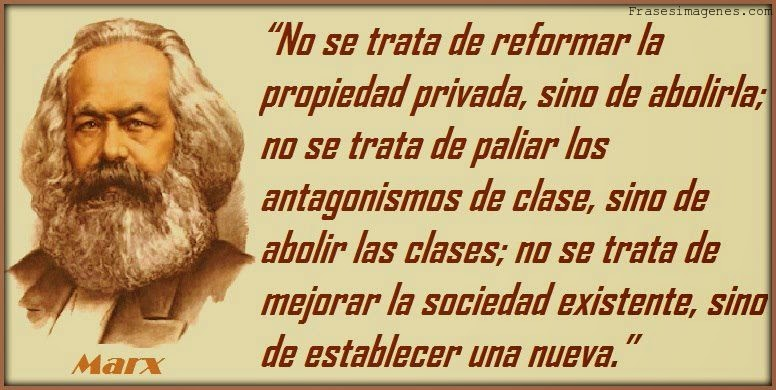 Frasesimagenes.com
“No se trata de reformar la
propiedad privada, sino de abolirla;
no se trata de paliar los
antagonismos de clase, sino de
abolir las clases; no se trata de
mejorar la sociedad existente, sino
de establecer una nueva.”
Marx